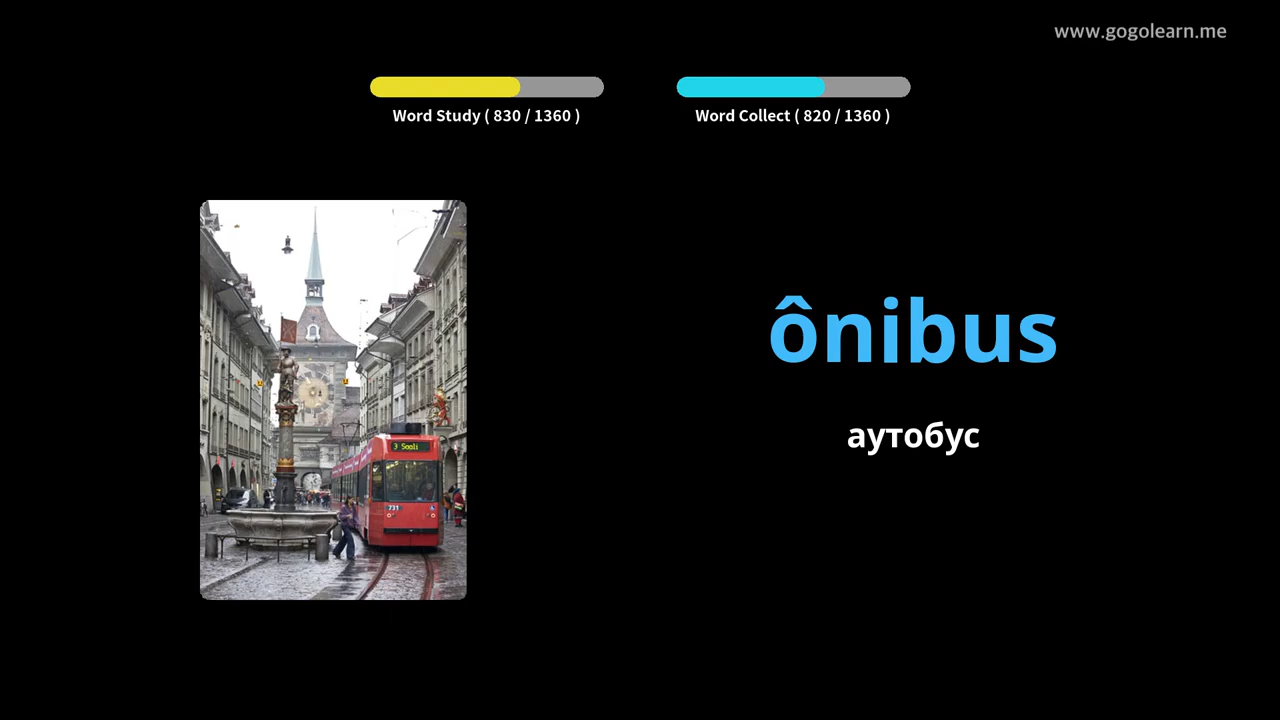 www.gogolearn.me
Word Study ( 830 / 1360 )
Word Collect ( 820 / 1360 )
ônibus
аутобус
3 Saali
731